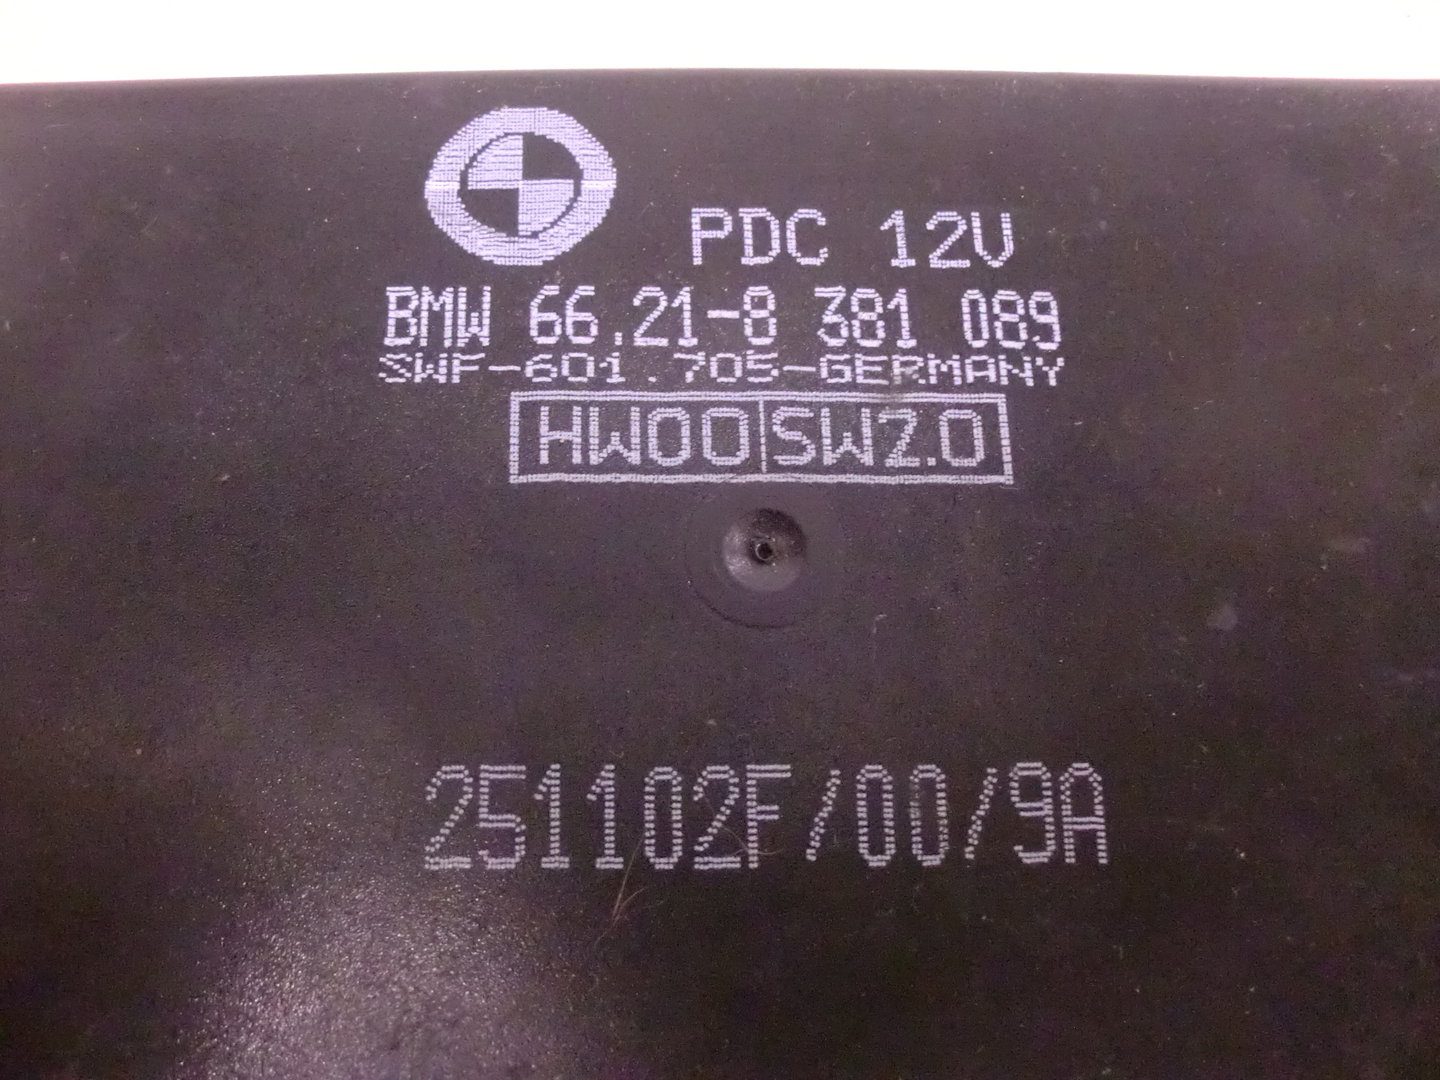 PDC 12V
BMW 66.21-8 381 089
SWF-601.705-GERMANY
HW00|SW2.0
251102F/00/9A